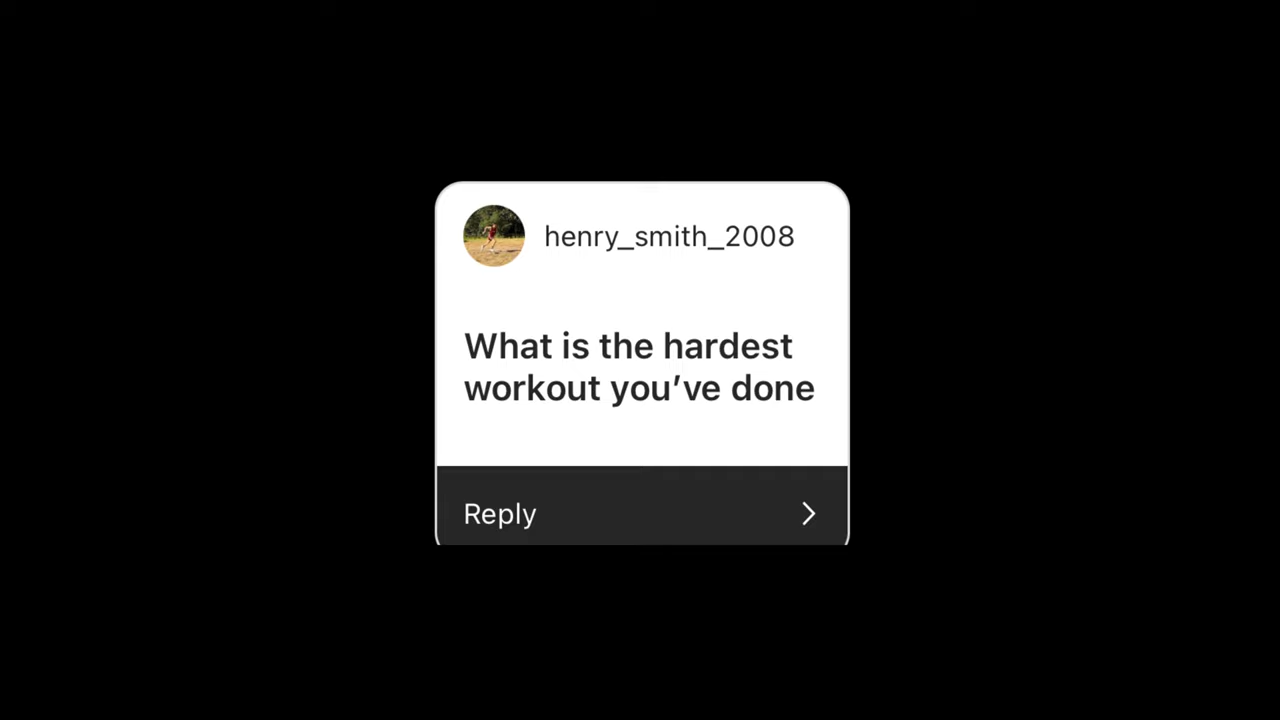 henry_smith_2008
What is the hardest
workout you’ve done
Reply